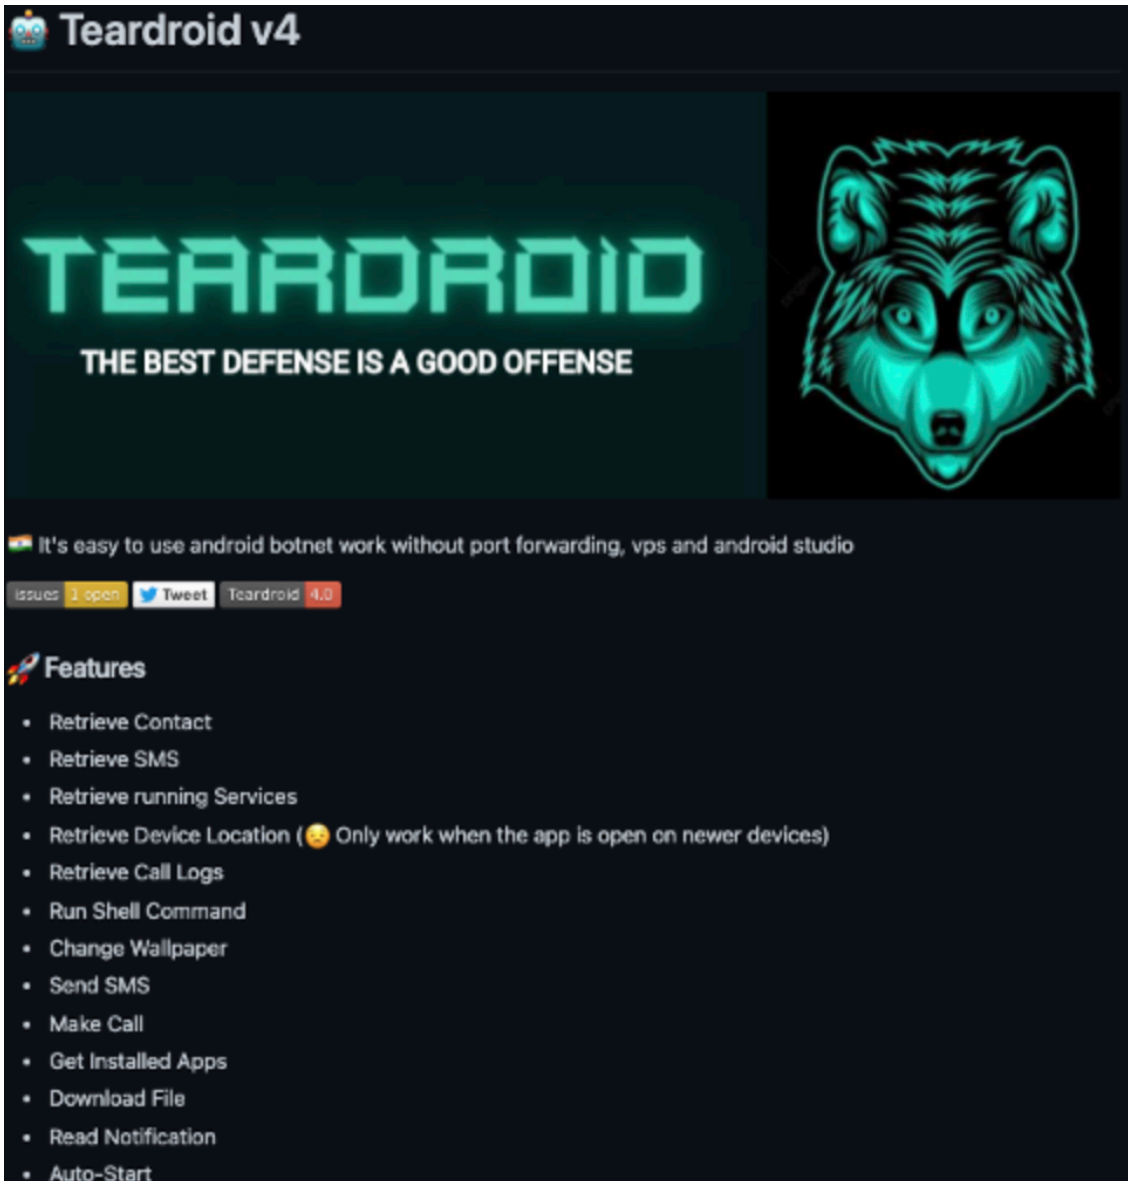 Teardroid v4
TEARDROID
THE BEST DEFENSE IS A GOOD OFFENSE
It's easy to use android botnet work without port forwarding, vps and android studio
issues 1 open Tweet Teardroid 4.0
Features
Retrieve Contact
Retrieve SMS
Retrieve running Services
Retrieve Device Location (😟 Only work when the app is open on newer devices)
Retrieve Call Logs
Run Shell Command
Change Wallpaper
Send SMS
Make Call
Get Installed Apps
Download File
Read Notification
Auto-Start